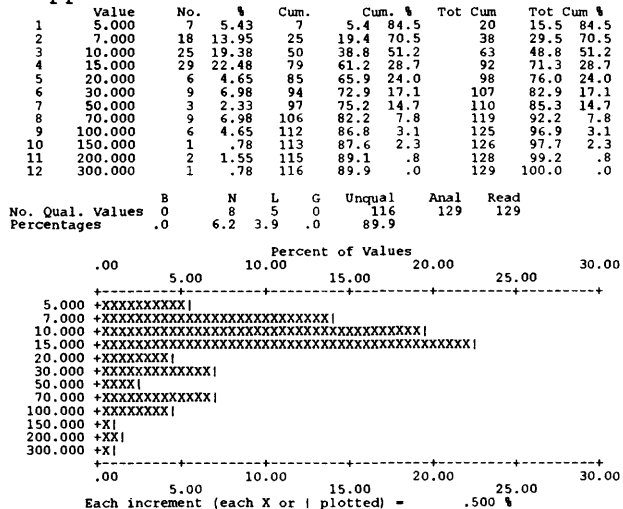 Value No. % Cum. Cum. % Tot Cum Tot Cum %
1 5.000 7 5.43 7 5.4 84.5 20 15.5 84.5
2 7.000 18 13.95 25 19.4 70.5 38 29.5 70.5
3 10.000 25 19.38 50 38.8 51.2 63 48.8 51.2
4 15.000 29 22.48 79 61.2 28.7 92 71.3 28.7
5 20.000 6 4.65 85 65.9 24.0 98 76.0 24.0
6 30.000 9 6.98 94 72.9 17.1 107 82.9 17.1
7 50.000 3 2.33 97 75.2 14.7 110 85.3 14.7
8 70.000 9 6.98 106 82.2 7.8 119 92.2 7.8
9 100.000 6 4.65 112 86.8 3.1 125 96.9 3.1
10 150.000 1 .78 113 87.6 2.3 126 97.7 2.3
11 200.000 2 1.55 115 89.1 .8 128 99.2 .8
12 300.000 1 .78 116 89.9 .0 129 100.0 .0
B N L G Unqual Anal Read
No. Qual. Values 0 8 5 0 116 129 129
Percentages .0 6.2 3.9 .0 89.9
Percent of Values
.00 10.00 20.00 30.00
5.00 15.00 25.00
+---------+---------+---------+---------+---------+---------+
5.000 +XXXXXXXXXX|
7.000 +XXXXXXXXXXXXXXXXXXXXXXXXXXX|
10.000 +XXXXXXXXXXXXXXXXXXXXXXXXXXXXXXXXXXXXXX|
15.000 +XXXXXXXXXXXXXXXXXXXXXXXXXXXXXXXXXXXXXXXXXXXX|
20.000 +XXXXXXXX|
30.000 +XXXXXXXXXXXXX|
50.000 +XXXX|
70.000 +XXXXXXXXXXXXX|
100.000 +XXXXXXXX|
150.000 +X|
200.000 +XX|
300.000 +X|
+---------+---------+---------+---------+---------+---------+
.00 10.00 20.00 30.00
5.00 15.00 25.00
Each increment (each X or | plotted) = .500 %